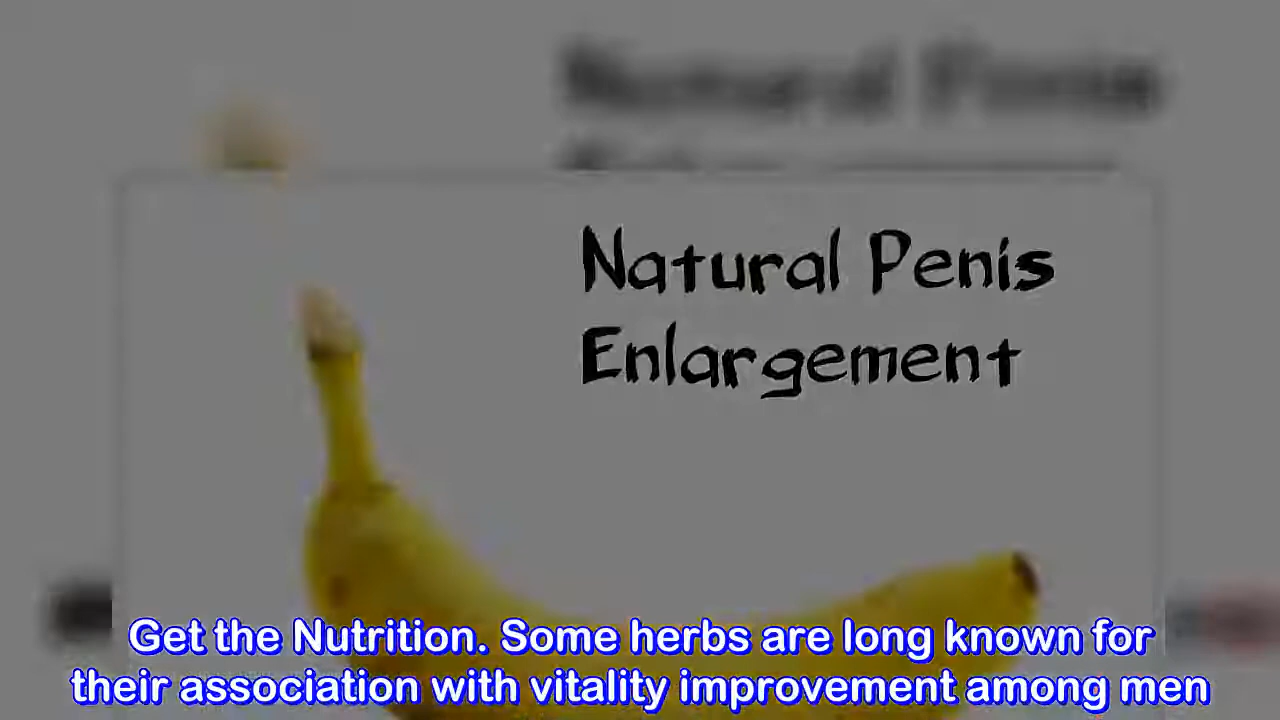 Natural Penis
Enlargement
Get the Nutrition. Some herbs are long known for
their association with vitality improvement among men